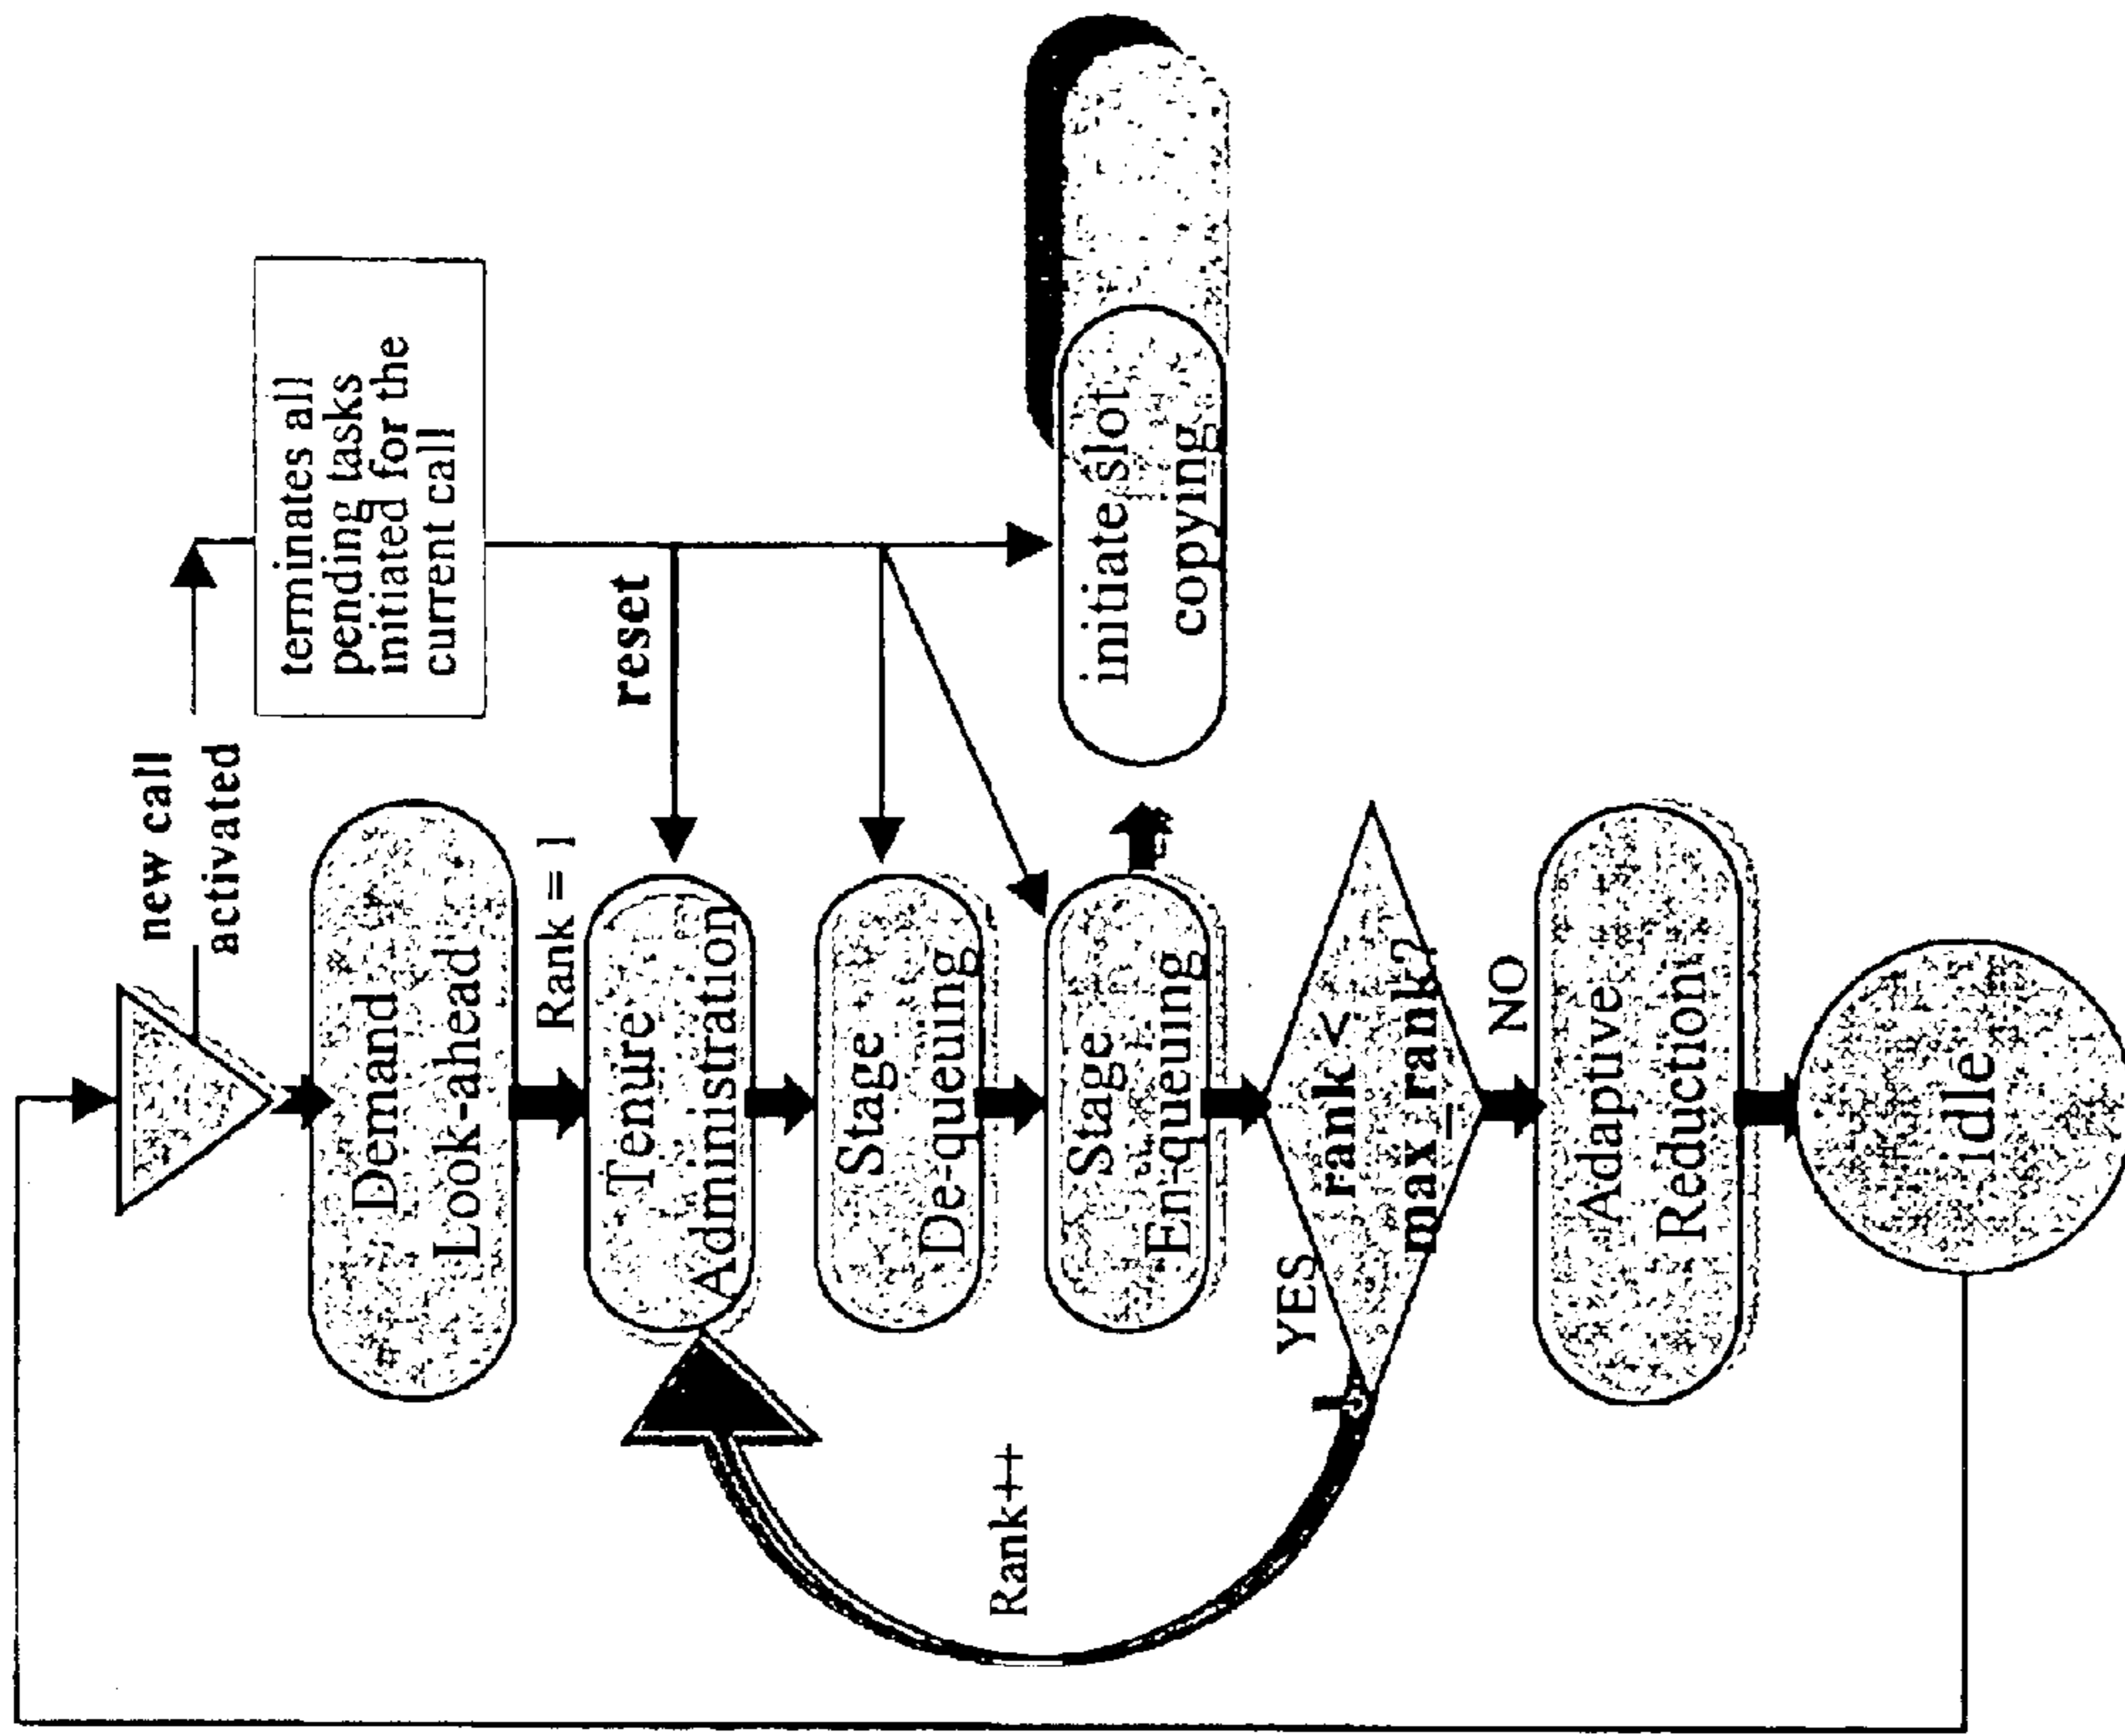 new call
activated
terminates all
pending tasks
initiated for the
current call
Demand
Look-ahead
Rank = 1
reset
Tenure
Administration
Stage
De-queuing
Stage
En-queuing
initiate slot
copying
Rank++
YES
rank <
max_rank?
NO
Adaptive
Reduction
idle